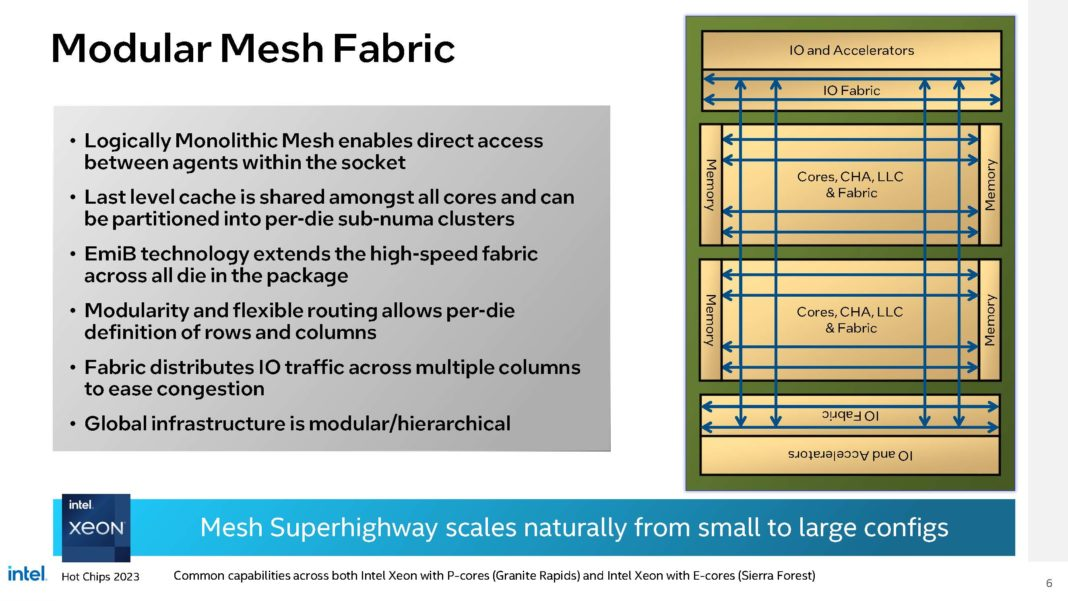 Modular Mesh Fabric
• Logically Monolithic Mesh enables direct access
between agents within the socket
• Last level cache is shared amongst all cores and can
be partitioned into per-die sub-numa clusters
• EmiB technology extends the high-speed fabric
across all die in the package
• Modularity and flexible routing allows per-die
definition of rows and columns
• Fabric distributes IO traffic across multiple columns
to ease congestion
• Global infrastructure is modular/hierarchical
IO and Accelerators
IO Fabric
Memory
Cores, CHA, LLC
& Fabric
Memory
Memory
Cores, CHA, LLC
& Fabric
Memory
IO Fabric
IO and Accelerators
intel.
xeon
Mesh Superhighway scales naturally from small to large configs
intel.
Hot Chips 2023
Common capabilities across both Intel Xeon with P-cores (Granite Rapids) and Intel Xeon with E-cores (Sierra Forest)
6